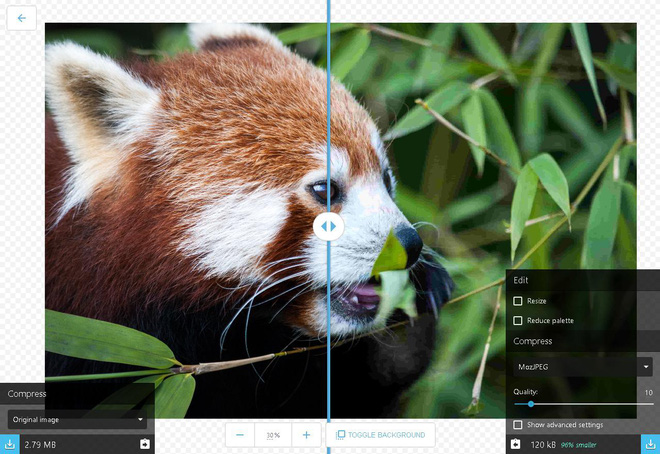 Edit
Resize
Reduce palette
Compress
MozJPEG
Quality: 10
Show advanced settings
120 kB 96% smaller
Compress
Original image
2.79 MB
30%
TOGGLE BACKGROUND